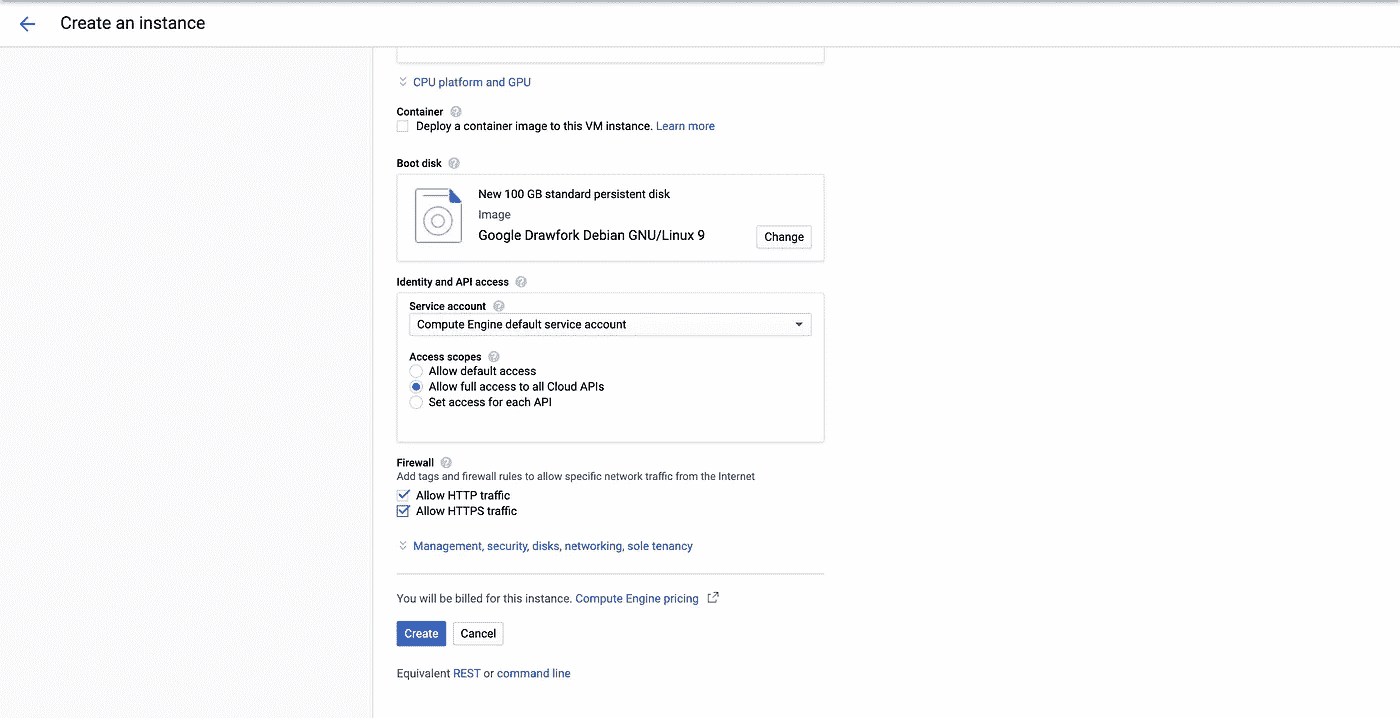 Create an instance
CPU platform and GPU
Container
Deploy a container image to this VM instance. Learn more
Boot disk
New 100 GB standard persistent disk
Image
Google Drawfork Debian GNU/Linux 9
Change
Identity and API access
Service account
Compute Engine default service account
Access scopes
Allow default access
Allow full access to all Cloud APIs
Set access for each API
Firewall
Add tags and firewall rules to allow specific network traffic from the Internet
Allow HTTP traffic
Allow HTTPS traffic
Management, security, disks, networking, sole tenancy
You will be billed for this instance. Compute Engine pricing
Create Cancel
Equivalent REST or command line